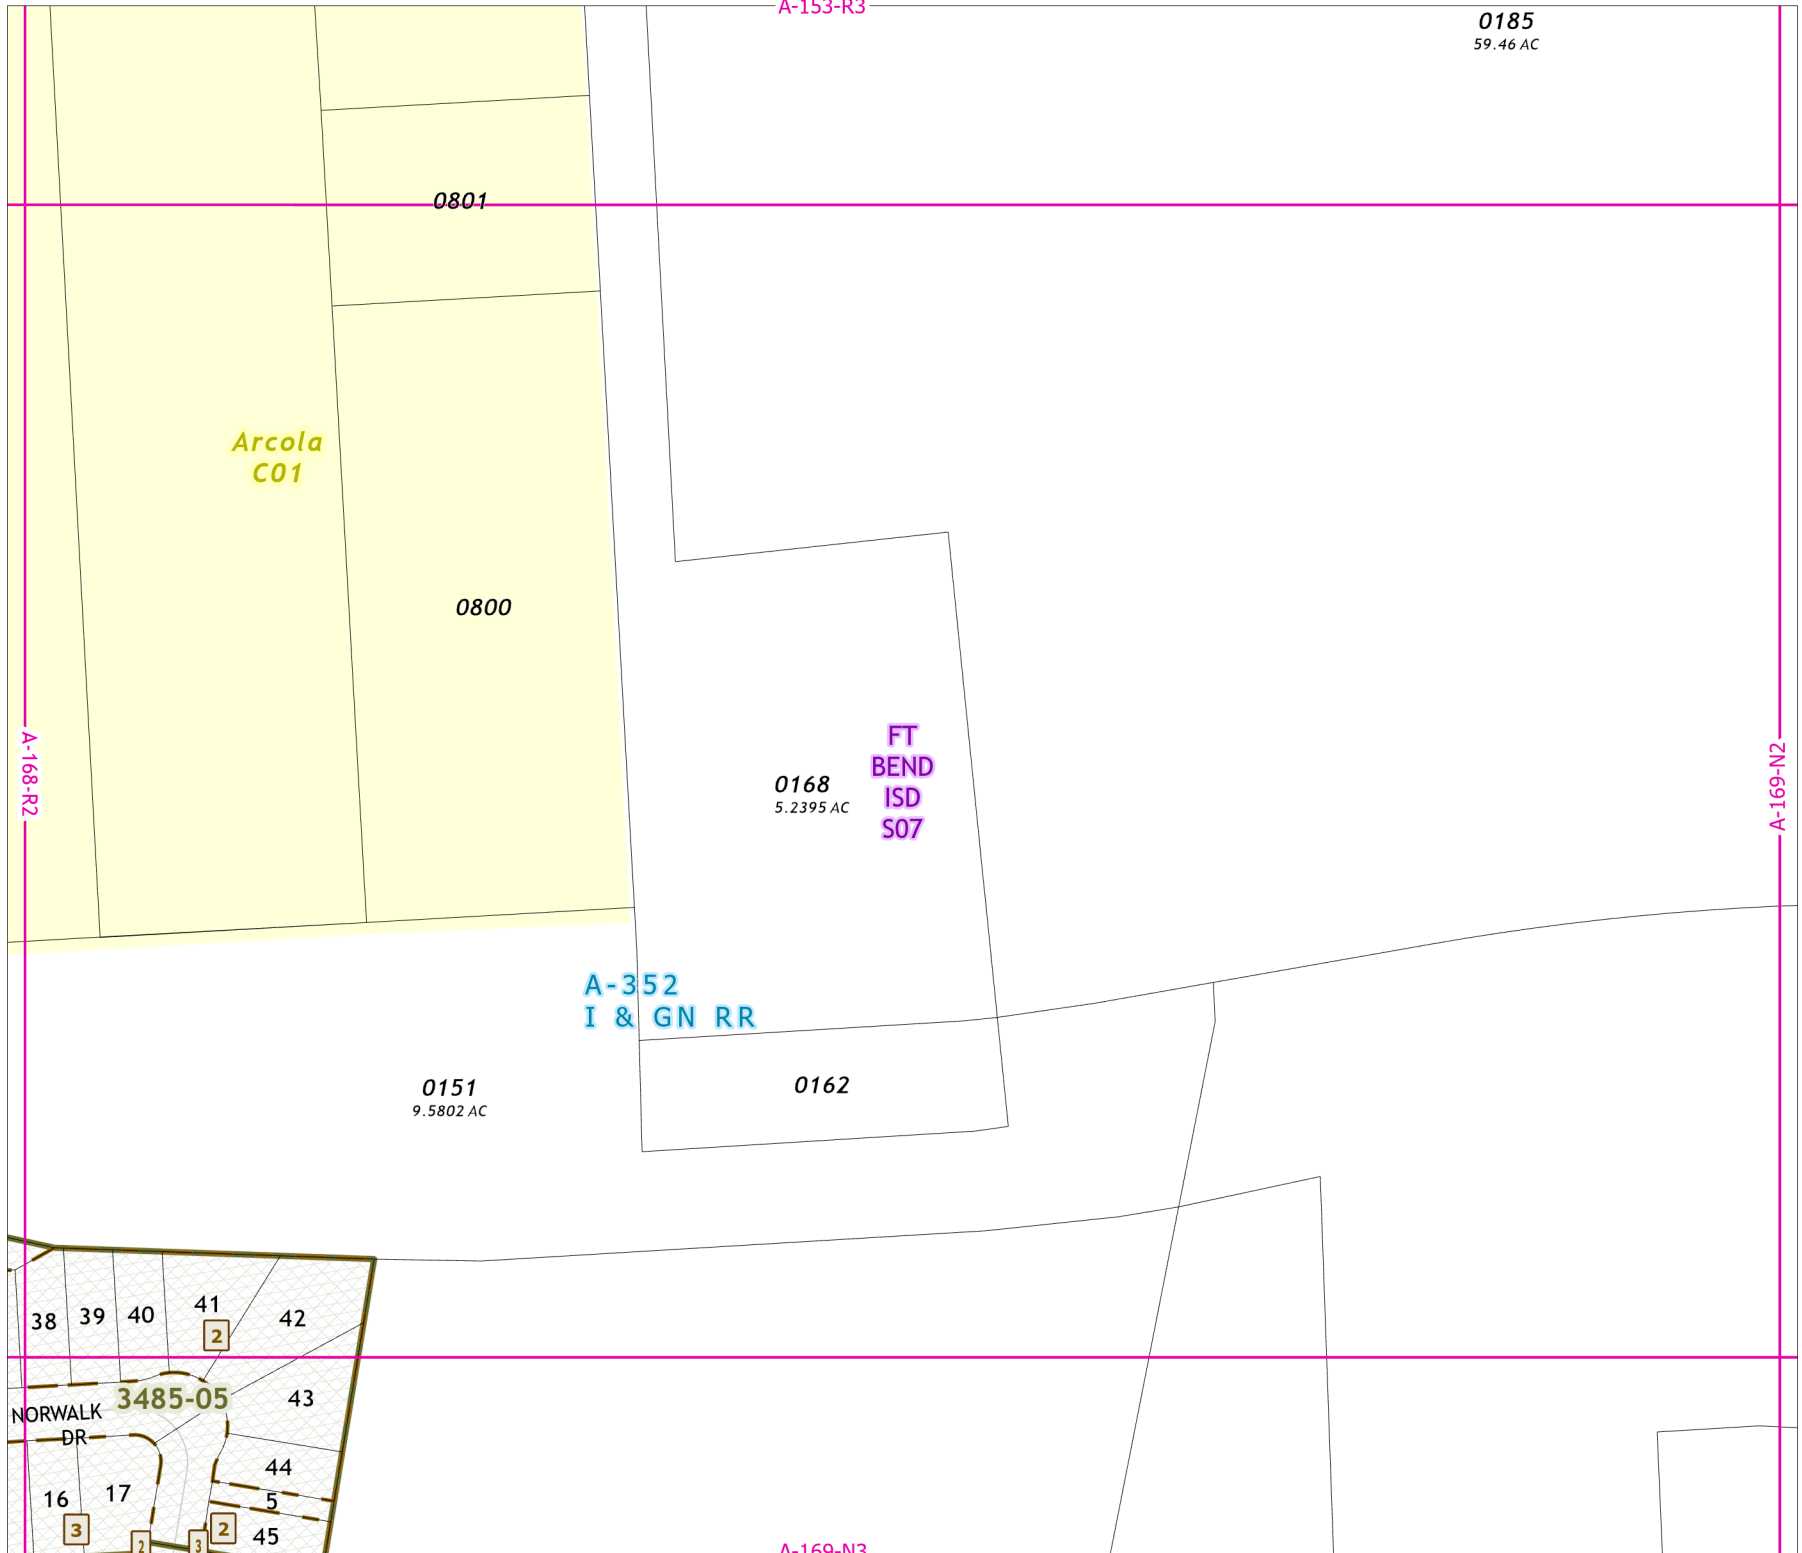 A-153-R3
0185
59.46 AC
0801
Arcola
C01
0800
FT
BEND
ISD
S07
0168
5.2395 AC
A-168-R2
A-169-N2
A-352
I & GN RR
0151
9.5802 AC
0162
38
39
40
41
42
2
3485-05
43
NORWALK
DR
44
16
17
5
3
2
45
2
3
A-169-N3